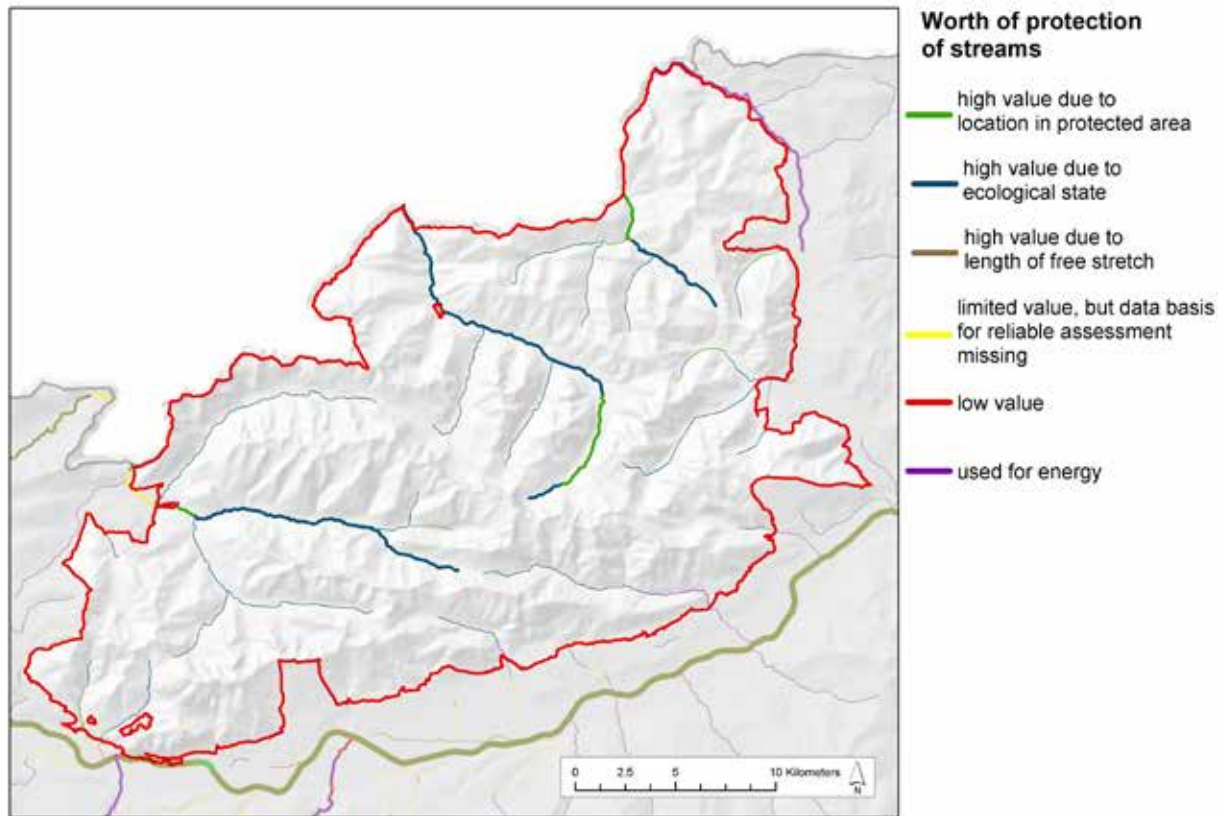 Worth of protection
of streams
high value due to
location in protected area
high value due to
ecological state
high value due to
length of free stretch
limited value, but data basis
for reliable assessment
missing
low value
used for energy
0 2.5 5 10 Kilometers
N